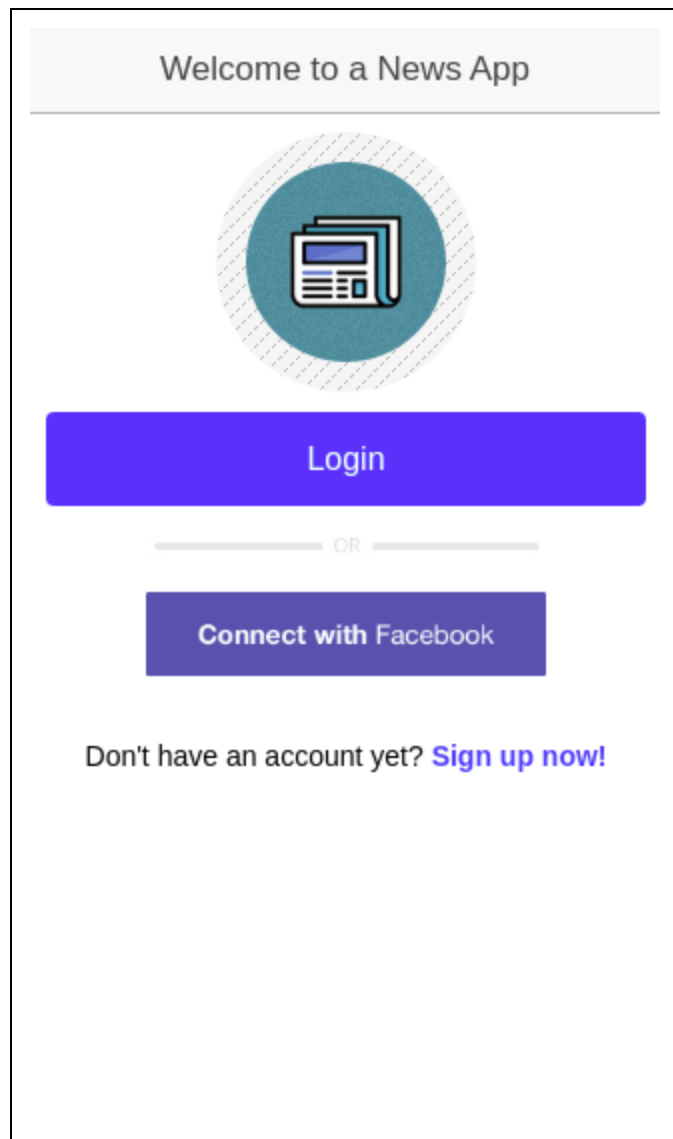 Welcome to a News App
Login
OR
Connect with Facebook
Don't have an account yet? Sign up now!